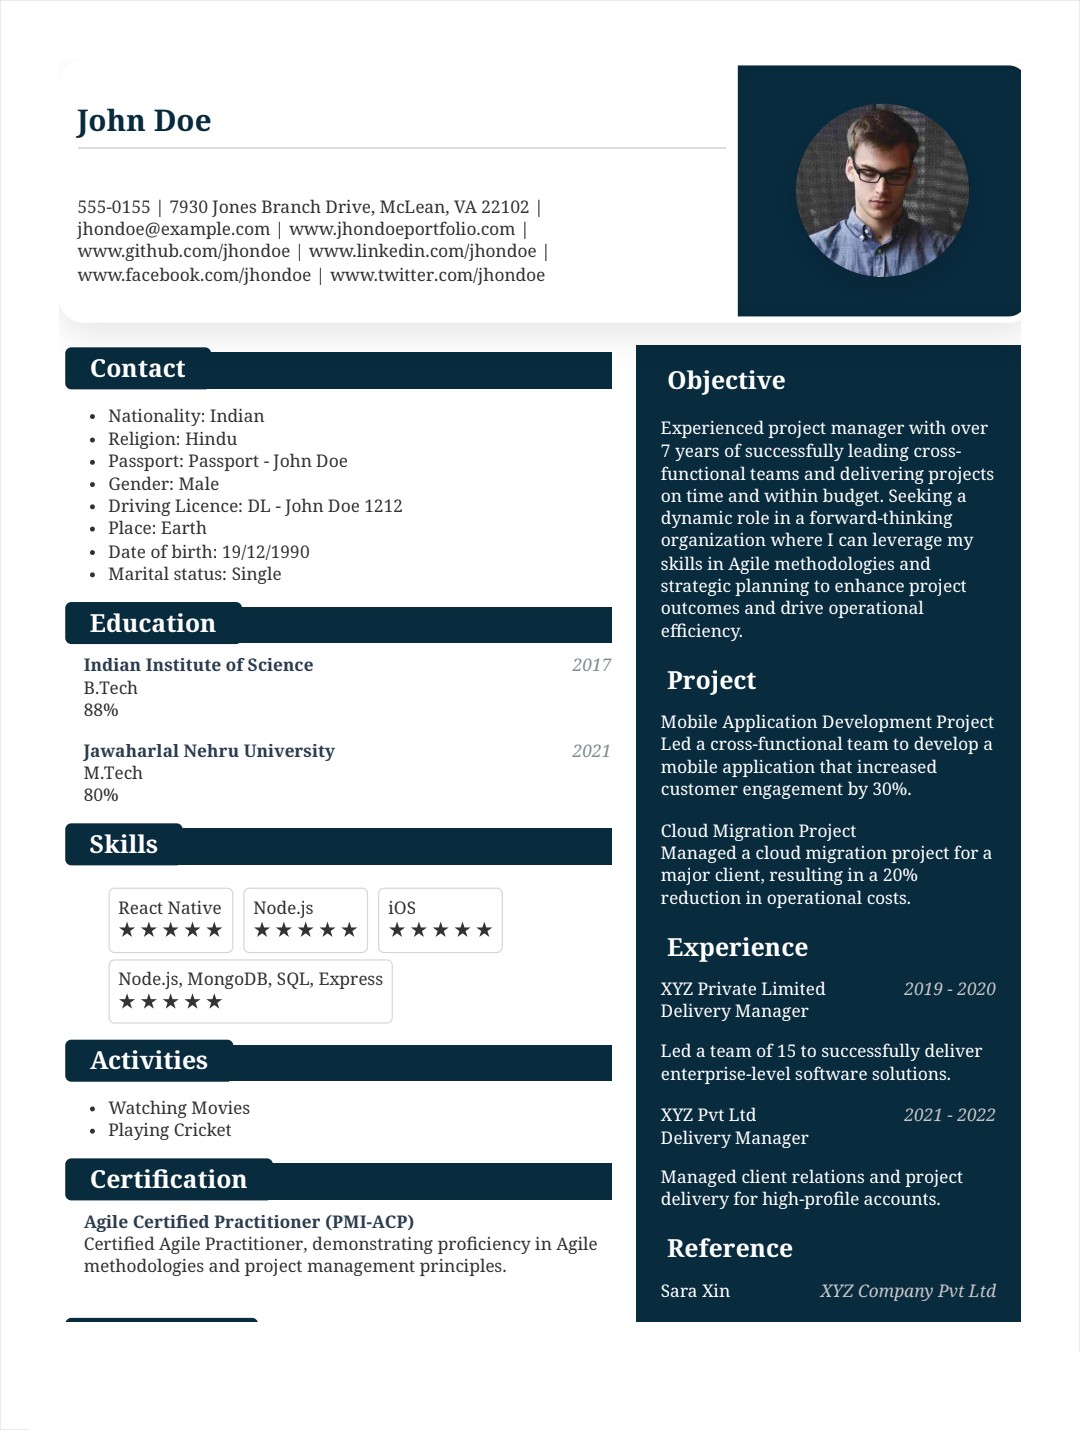 John Doe
555-0155 | 7930 Jones Branch Drive, McLean, VA 22102 |
jhondoe@example.com | www.jhondoeportfolio.com |
www.github.com/jhondoe | www.linkedin.com/jhondoe |
www.facebook.com/jhondoe | www.twitter.com/jhondoe
Contact
• Nationality: Indian
• Religion: Hindu
• Passport: Passport - John Doe
• Gender: Male
• Driving Licence: DL - John Doe 1212
• Place: Earth
• Date of birth: 19/12/1990
• Marital status: Single
Education
Indian Institute of Science 2017
B.Tech
88%
Jawaharlal Nehru University 2021
M.Tech
80%
Skills
React Native Node.js iOS
★★★★★ ★★★★★ ★★★★★
Node.js, MongoDB, SQL, Express
★★★★★
Activities
• Watching Movies
• Playing Cricket
Certification
Agile Certified Practitioner (PMI-ACP)
Certified Agile Practitioner, demonstrating proficiency in Agile
methodologies and project management principles.
Objective
Experienced project manager with over
7 years of successfully leading cross-
functional teams and delivering projects
on time and within budget. Seeking a
dynamic role in a forward-thinking
organization where I can leverage my
skills in Agile methodologies and
strategic planning to enhance project
outcomes and drive operational
efficiency.
Project
Mobile Application Development Project
Led a cross-functional team to develop a
mobile application that increased
customer engagement by 30%.
Cloud Migration Project
Managed a cloud migration project for a
major client, resulting in a 20%
reduction in operational costs.
Experience
XYZ Private Limited 2019 - 2020
Delivery Manager
Led a team of 15 to successfully deliver
enterprise-level software solutions.
XYZ Pvt Ltd 2021 - 2022
Delivery Manager
Managed client relations and project
delivery for high-profile accounts.
Reference
Sara Xin XYZ Company Pvt Ltd